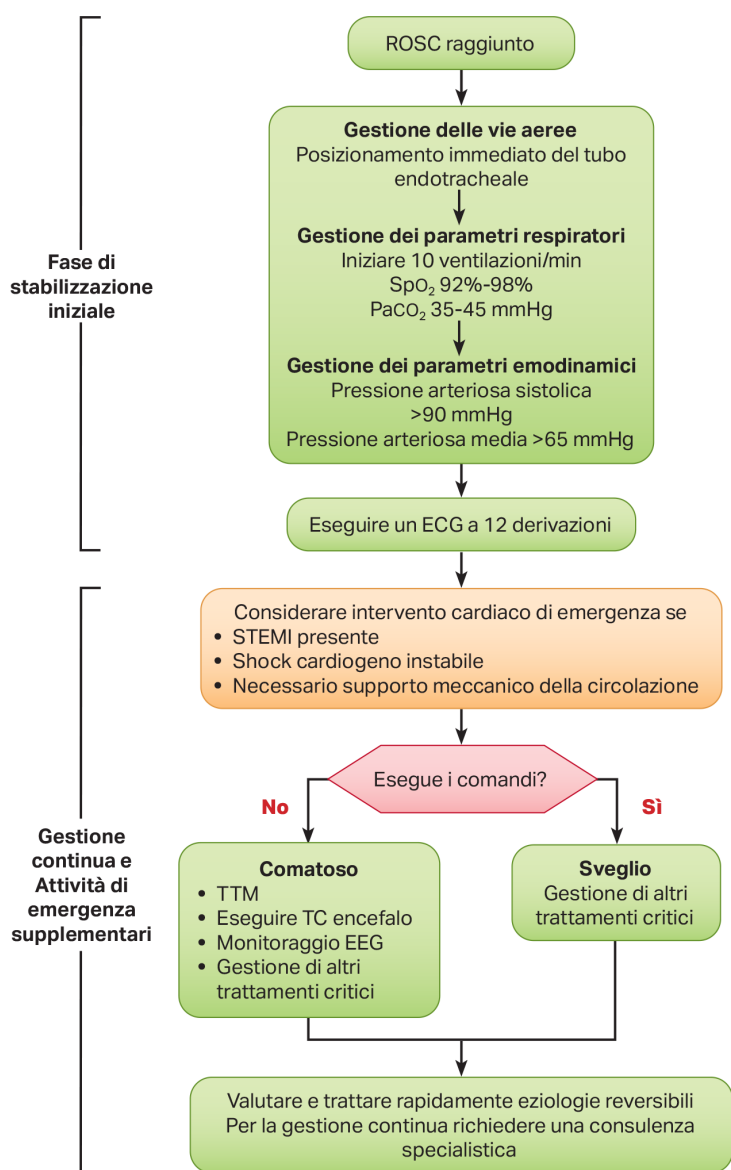 ROSC raggiunto
Gestione delle vie aeree
Posizionamento immediato del tubo
endotracheale
Gestione dei parametri respiratori
Iniziare 10 ventilazioni/min
SpO₂ 92%-98%
PaCO₂ 35-45 mmHg
Gestione dei parametri emodinamici
Pressione arteriosa sistolica
>90 mmHg
Pressione arteriosa media >65 mmHg
Eseguire un ECG a 12 derivazioni
Fase di
stabilizzazione
iniziale
Considerare intervento cardiaco di emergenza se
• STEMI presente
• Shock cardiogeno instabile
• Necessario supporto meccanico della circolazione
Esegue i comandi?
No
Sì
Comatoso
• TTM
• Eseguire TC encefalo
• Monitoraggio EEG
• Gestione di altri
trattamenti critici
Sveglio
Gestione di altri
trattamenti critici
Gestione
continua e
Attività di
emergenza
supplementari
Valutare e trattare rapidamente eziologie reversibili
Per la gestione continua richiedere una consulenza
specialistica